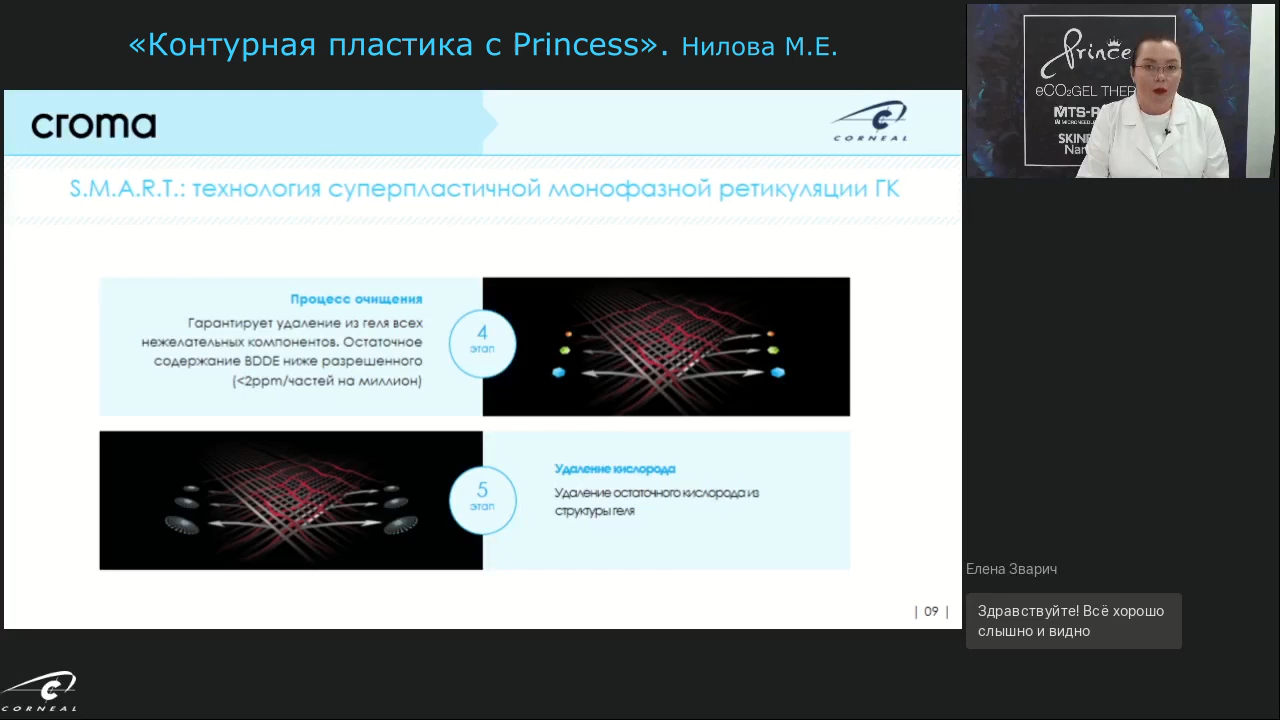 «Контурная пластика с Princess». Нилова М.Е.
croma
CORNEAL
S.M.A.R.T.: технология суперпластичной монофазной ретикуляции ГК
Процесс очищения
Гарантирует удаление из геля всех
нежелательных компонентов. Остаточное
содержание BDDE ниже разрешенного
(<2ppm/частей на миллион)
4
этап
5
этап
Удаление кислорода
Удаление остаточного кислорода из
структуры геля
| 09 |
CORNEAL
eCO₂GEL THER
Елена Зварич
Здравствуйте! Всё хорошо
слышно и видно